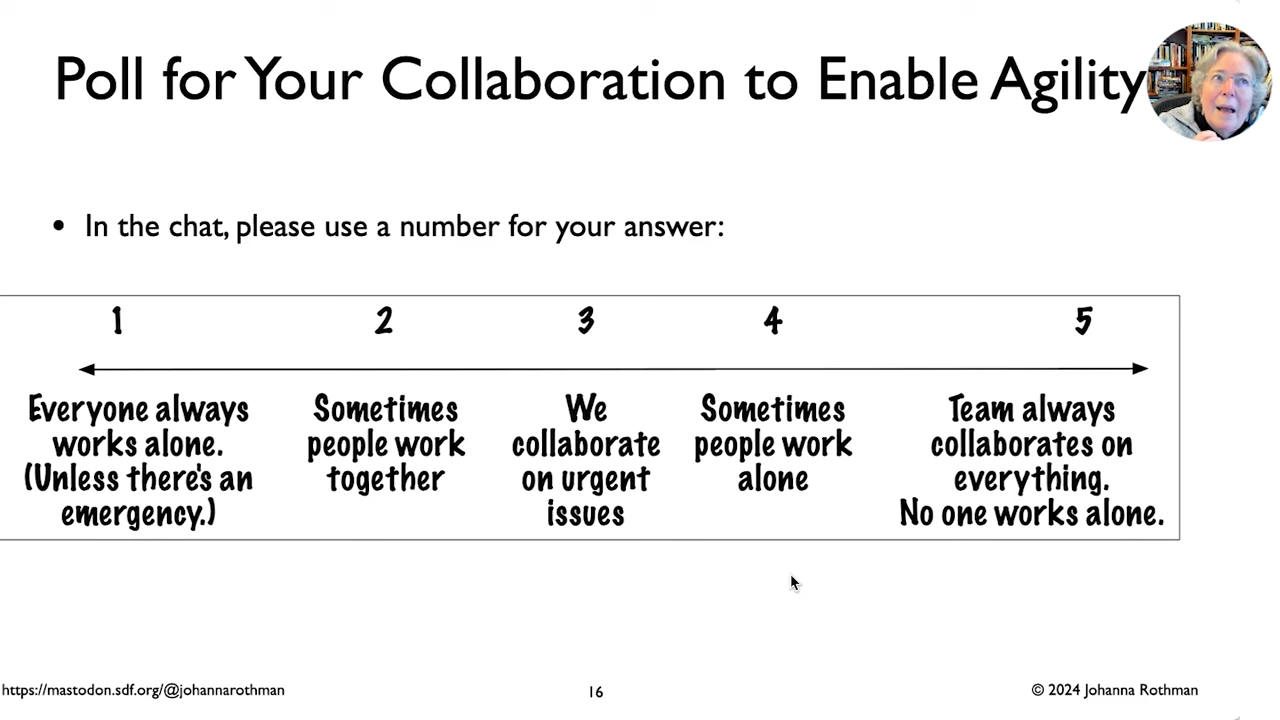 Poll for Your Collaboration to Enable Agility
• In the chat, please use a number for your answer:
1 2 3 4 5
Everyone always works alone. (Unless there's an emergency.)
Sometimes people work together
We collaborate on urgent issues
Sometimes people work alone
Team always collaborates on everything. No one works alone.
https://mastodon.sdf.org/@johannarothman
16
© 2024 Johanna Rothman